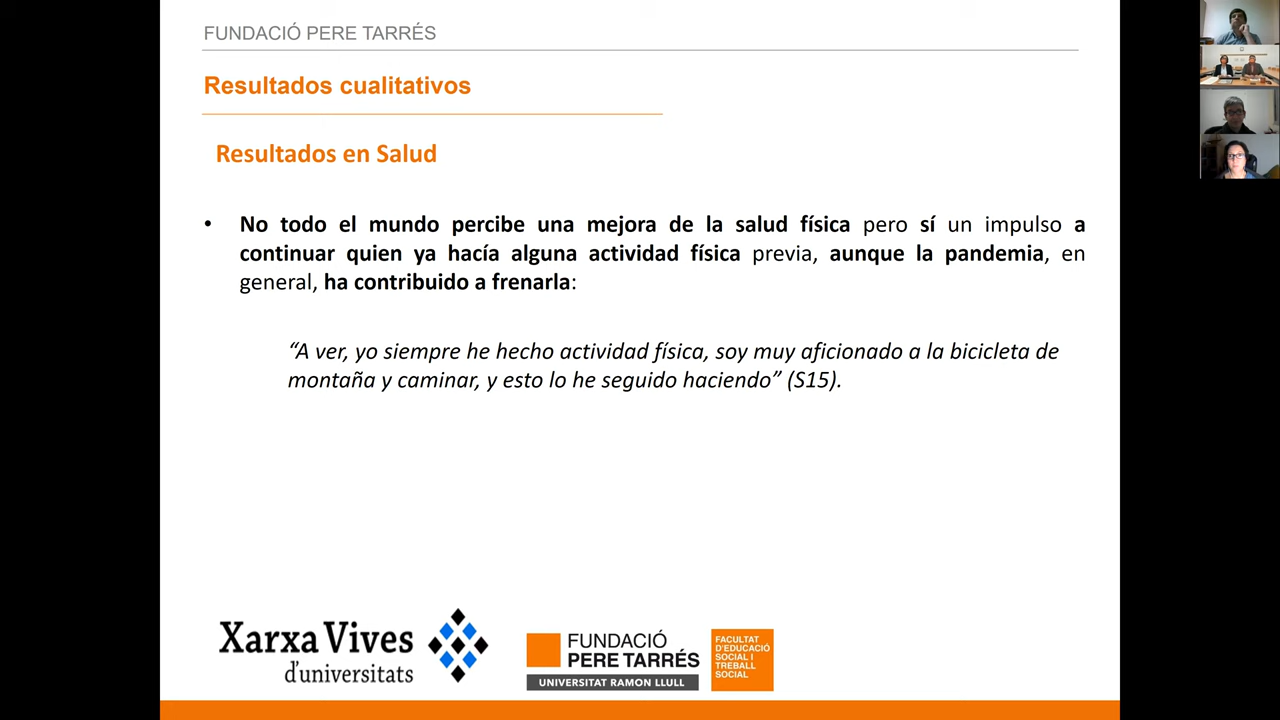 FUNDACIÓ PERE TARRÉS
Resultados cualitativos
Resultados en Salud
• No todo el mundo percibe una mejora de la salud física pero sí un impulso a
continuar quien ya hacía alguna actividad física previa, aunque la pandemia, en
general, ha contribuido a frenarla:
“A ver, yo siempre he hecho actividad física, soy muy aficionado a la bicicleta de
montaña y caminar, y esto lo he seguido haciendo” (S15).
Xarxa Vives
d'universitats
FUNDACIÓ
PERE TARRÉS
UNIVERSITAT RAMON LLULL
FACULTAT
D'EDUCACIÓ
SOCIAL I
TREBALL
SOCIAL